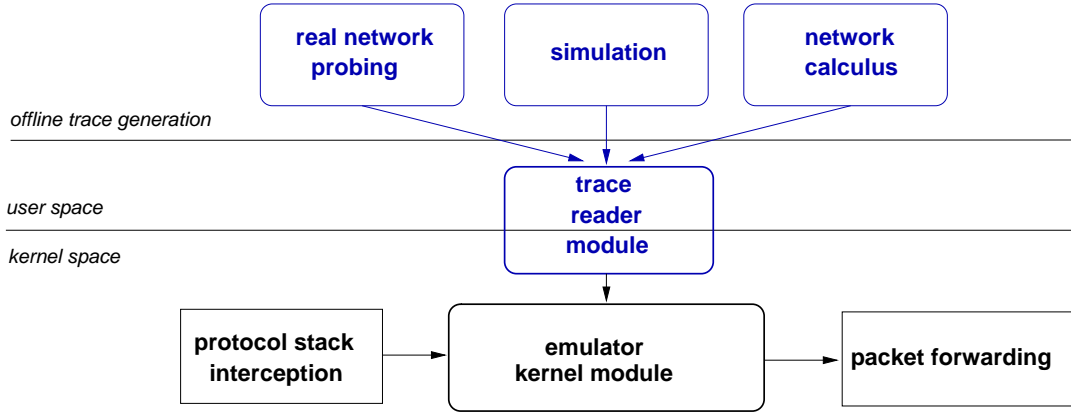 real network
probing
simulation
network
calculus
offline trace generation
trace
reader
module
user space
kernel space
protocol stack
interception
emulator
kernel module
packet forwarding